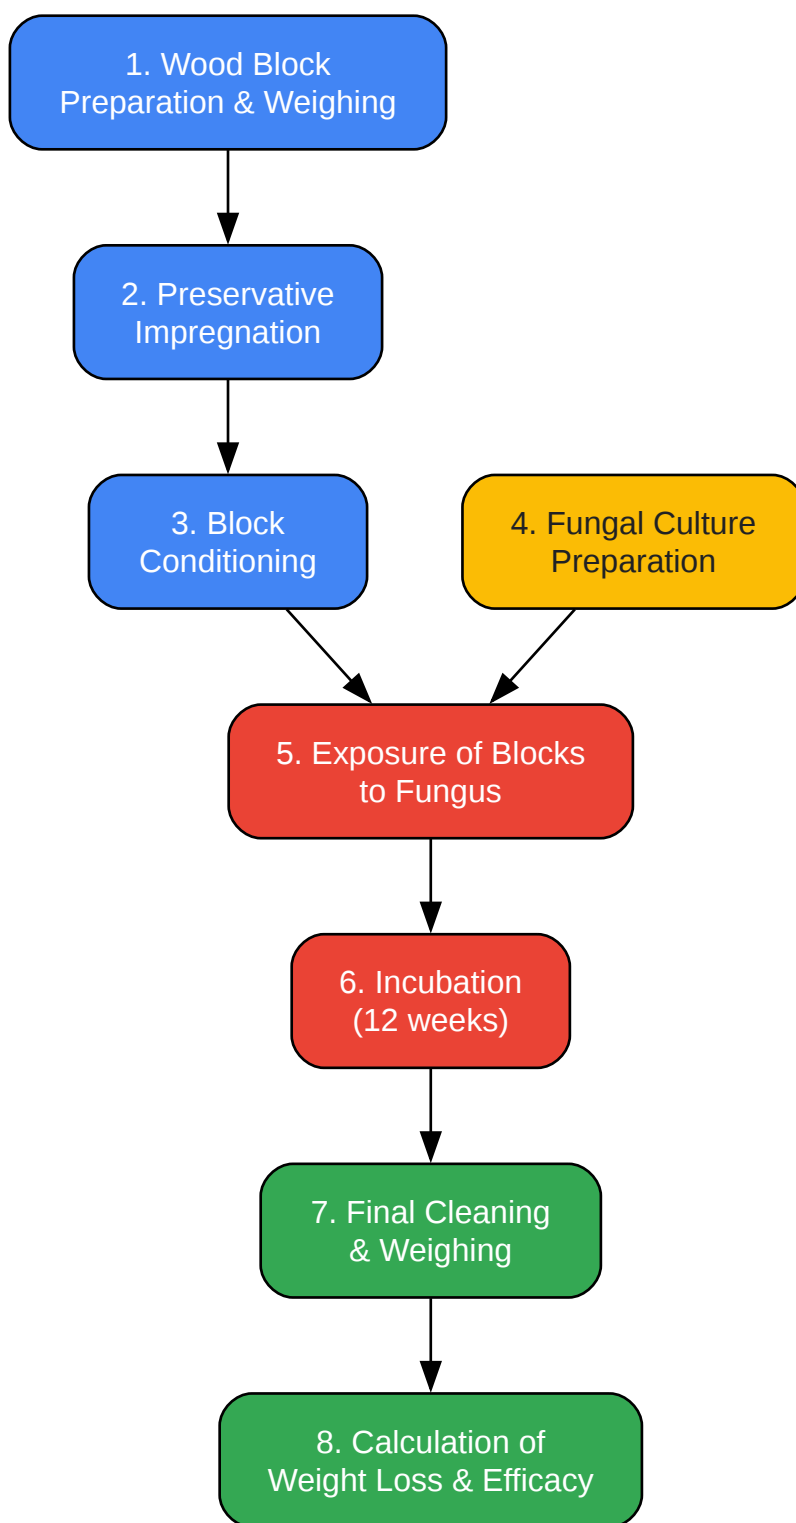 1. Wood Block
Preparation & Weighing
2. Preservative
Impregnation
3. Block
Conditioning
4. Fungal Culture
Preparation
5. Exposure of Blocks
to Fungus
6. Incubation
(12 weeks)
7. Final Cleaning
& Weighing
8. Calculation of
Weight Loss & Efficacy